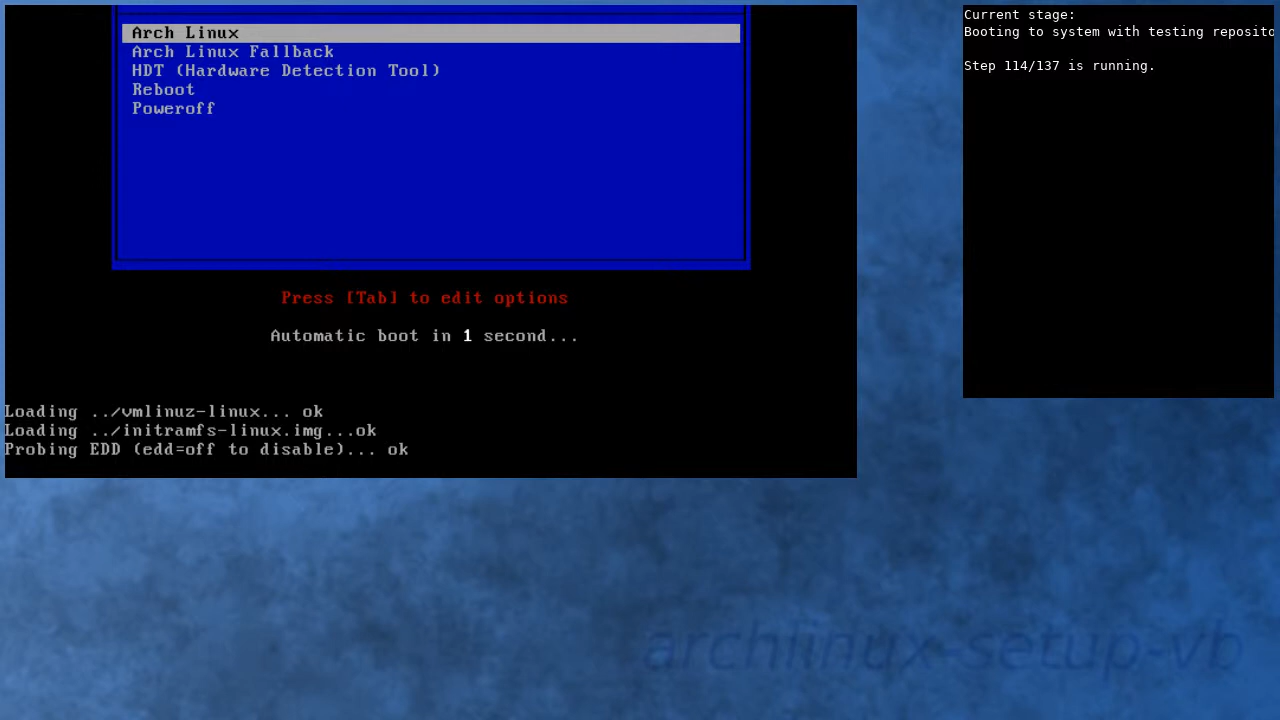 Arch Linux
Arch Linux Fallback
HDT (Hardware Detection Tool)
Reboot
Poweroff
Press [Tab] to edit options
Automatic boot in 1 second...
Loading ../vmlinuz-linux... ok
Loading ../initramfs-linux.img...ok
Probing EDD (edd=off to disable)... ok
Current stage:
Booting to system with testing reposito
Step 114/137 is running.
archlinux-setup-vb